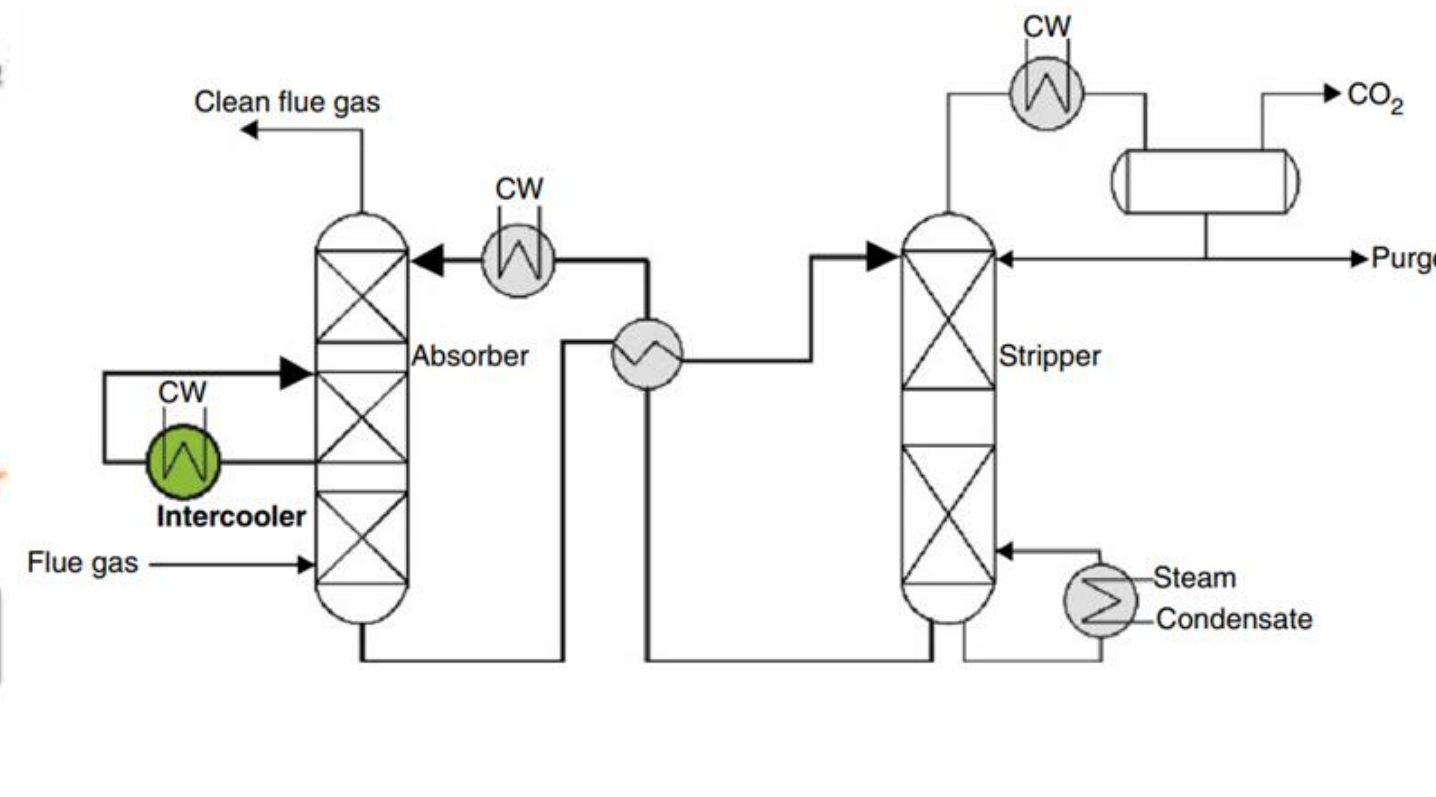 CW
Clean flue gas
CO2
CW
Purge
Absorber
Stripper
CW
Intercooler
Flue gas
Steam
Condensate